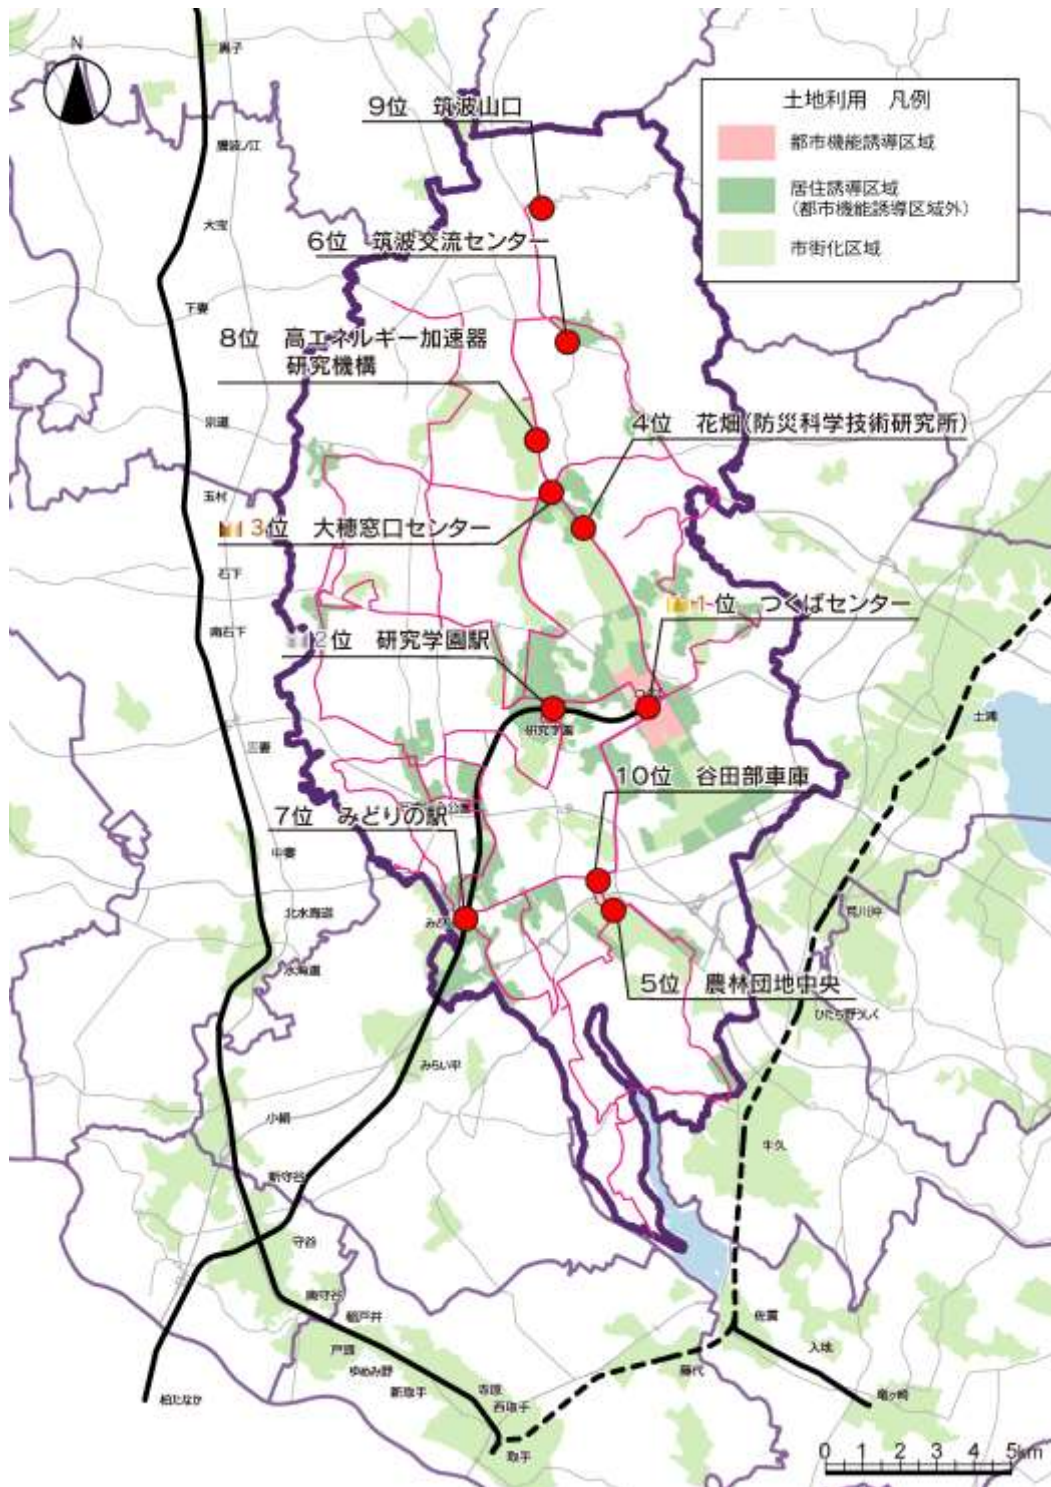 N
黒子
9位 筑波山口
土地利用 凡例
都市機能誘導区域
居住誘導区域
(都市機能誘導区域外)
市街化区域
騰波ノ江
大宝
6位 筑波交流センター
下妻
8位 高エネルギー加速器
研究機構
宗道
4位 花畑(防災科学技術研究所)
玉村
3位 大穂窓口センター
石下
1位 つくばセンター
南石下
2位 研究学園駅
土浦
研究学園
三妻
10位 谷田部車庫
7位 みどりの駅
中妻
北水海道
荒川沖
水海道
5位 農林団地中央
ひたち野うしく
みらい平
小絹
牛久
新守谷
守谷
南守谷
稲戸井
佐貫
戸頭
入地
ゆめみ野
藤代
新取手
寺原
竜ヶ崎
柏たなか
西取手
取手
0 1 2 3 4 5km